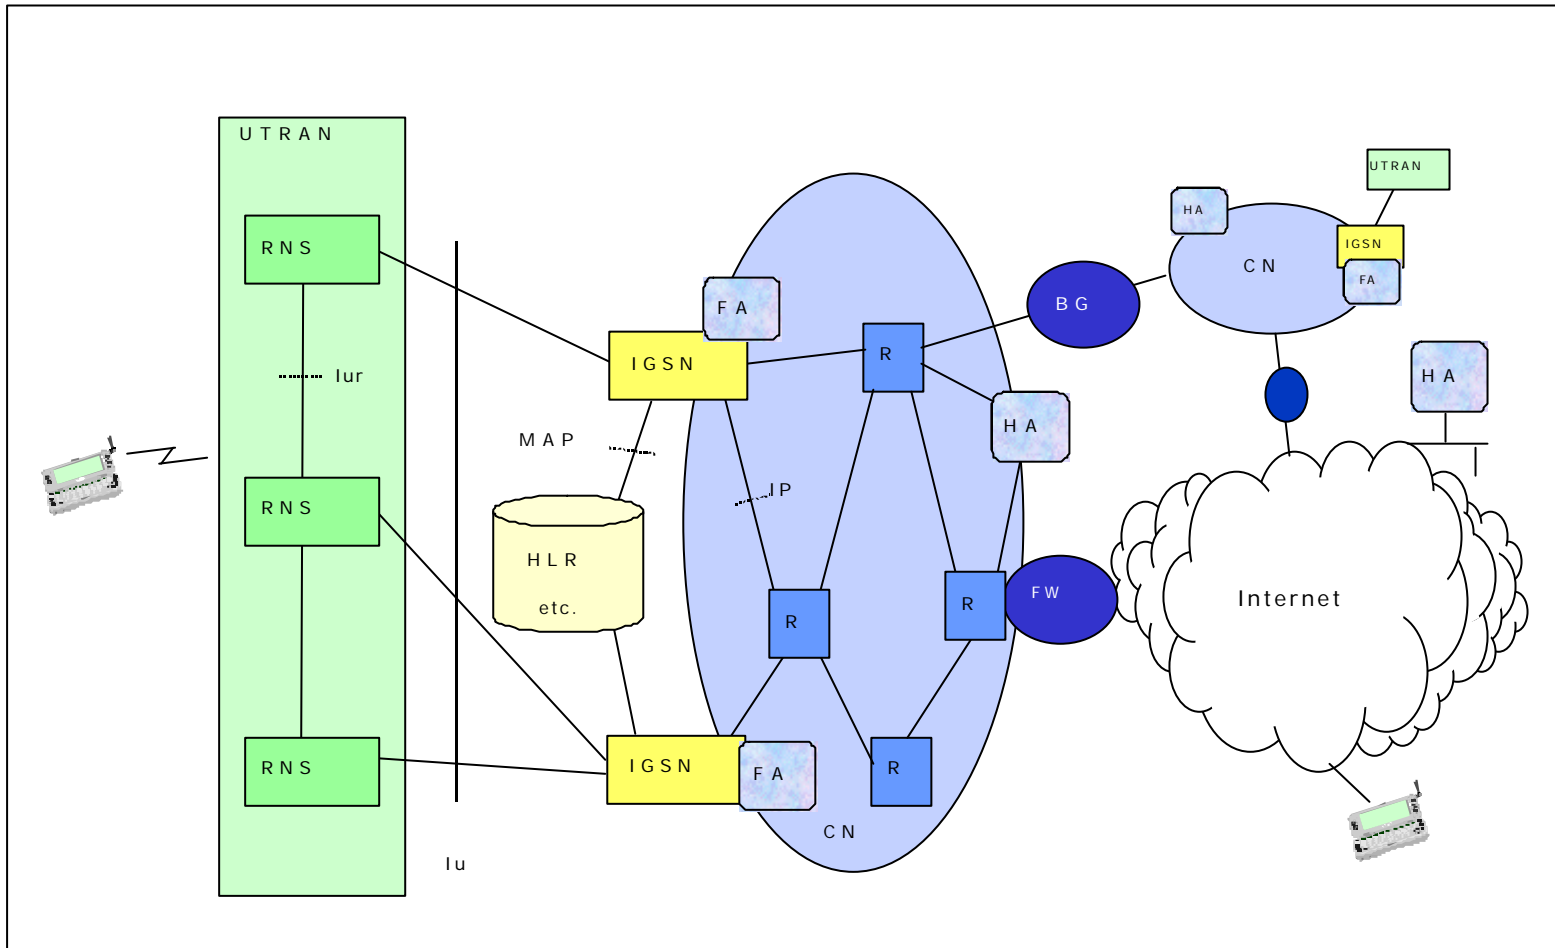 UTRAN
RNS
Iur
RNS
RNS
Iu
MAP
HLR
etc.
IGSN
FA
IGSN
FA
IP
R
R
R
R
CN
HA
BG
FW
HA
CN
UTRAN
IGSN
FA
HA
Internet